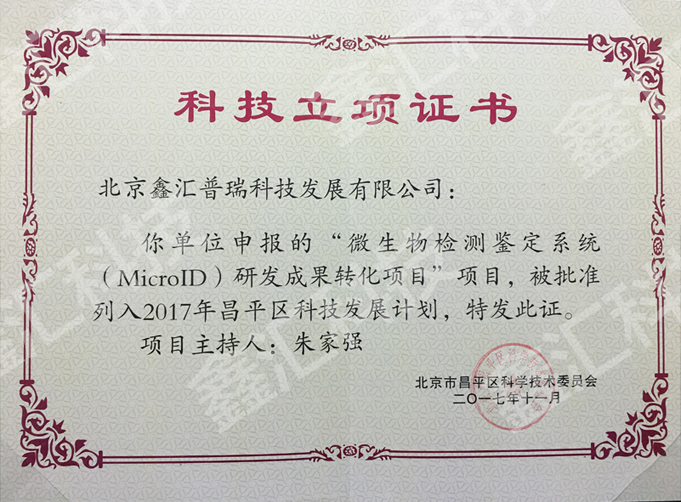 科技立项证书
北京鑫汇普瑞科技发展有限公司：
你单位申报的“微生物检测鉴定系统
（MicroID）研发成果转化项目”项目，被批准
列入2017年昌平区科技发展计划，特发此证。
项目主持人：朱家强
北京市昌平区科学技术委员会
二〇一七年十一月
鑫汇科技